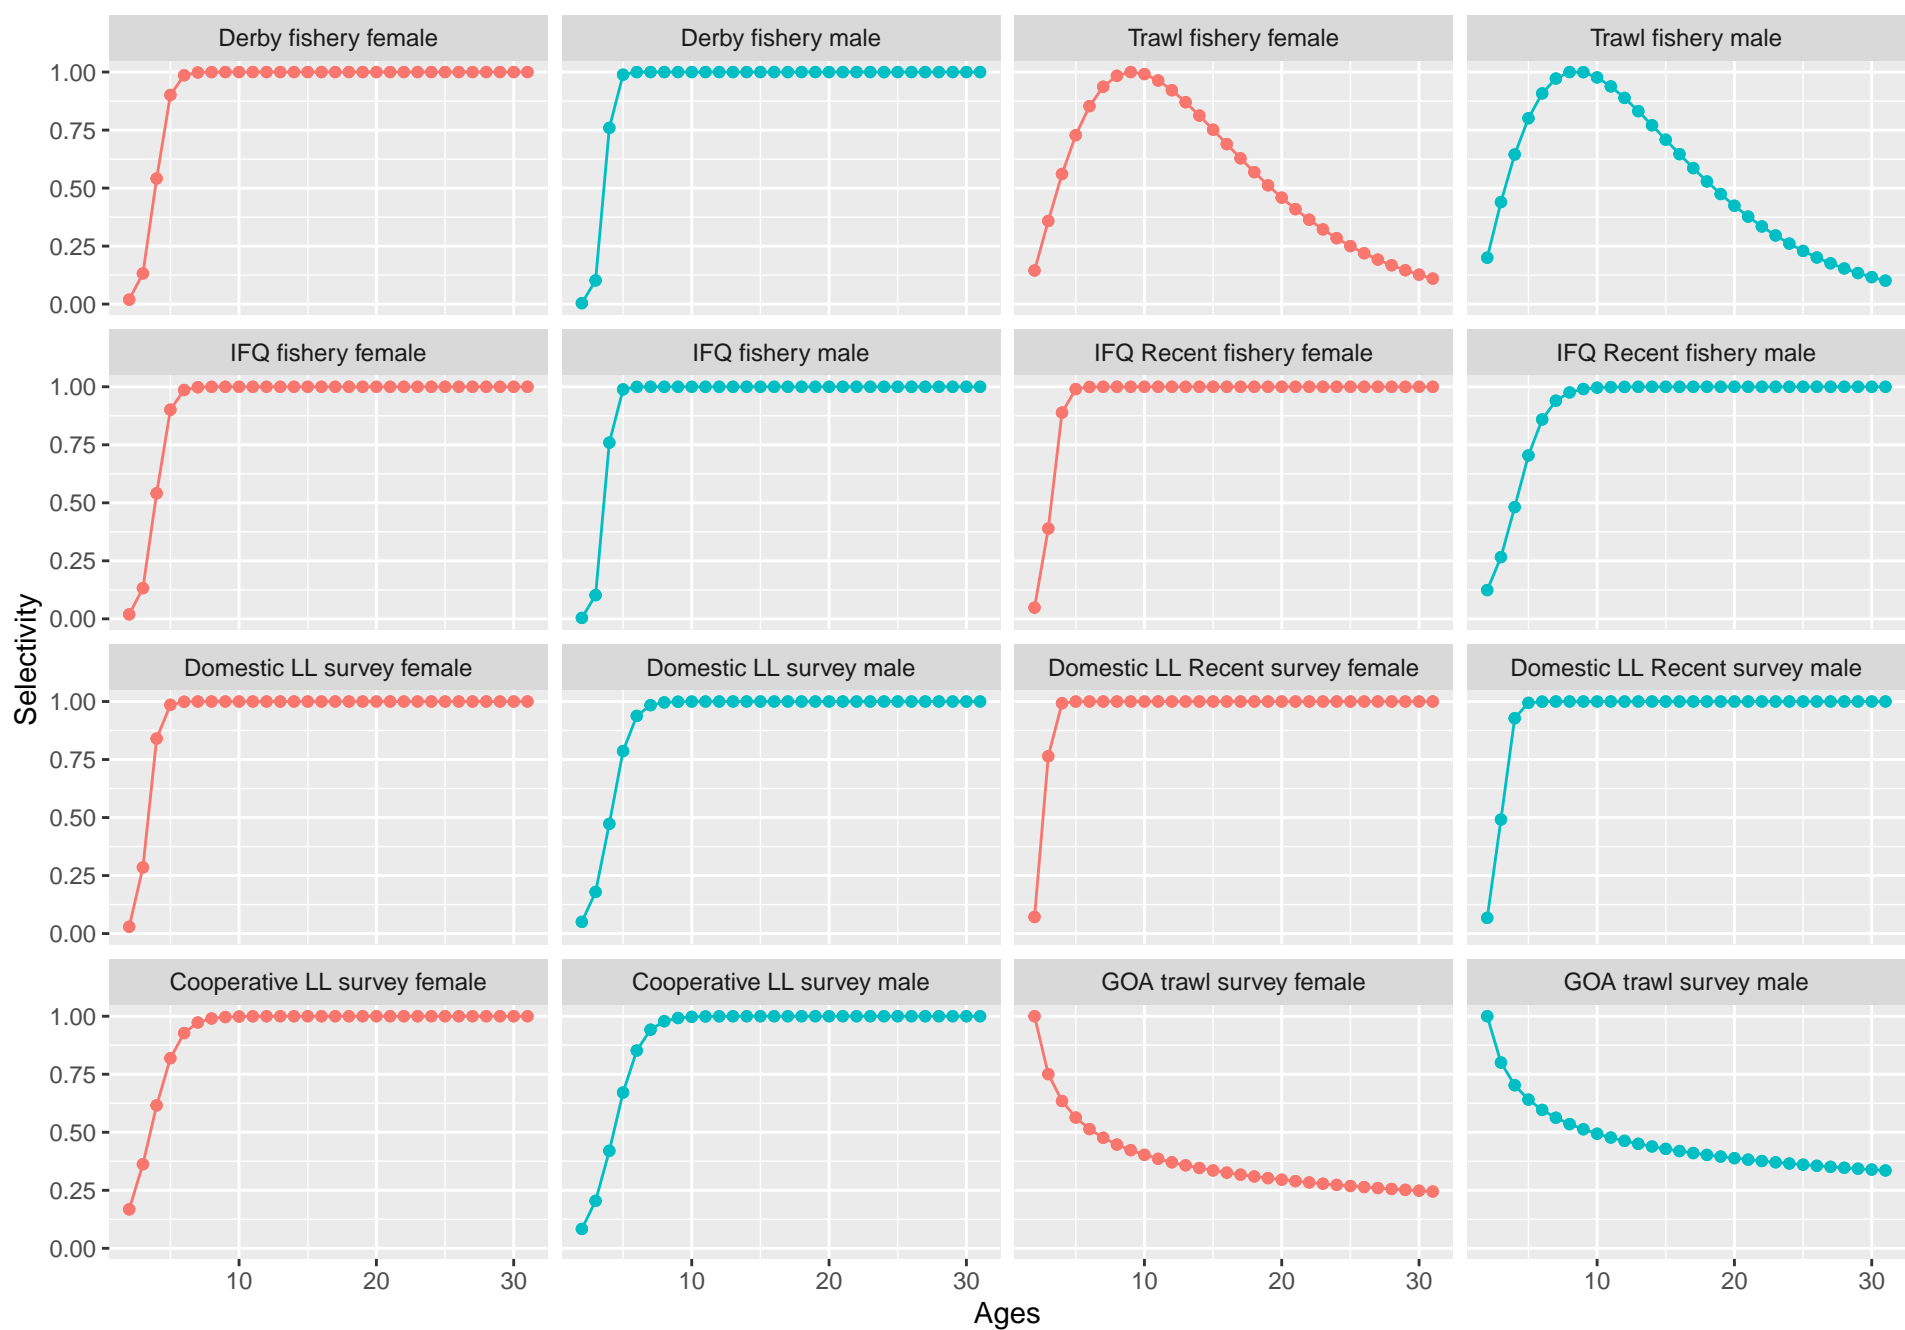 Derby fishery female
Derby fishery male
Trawl fishery female
Trawl fishery male
1.00
0.75
0.50
0.25
0.00
IFQ fishery female
IFQ fishery male
IFQ Recent fishery female
IFQ Recent fishery male
1.00
0.75
0.50
0.25
0.00
Selectivity
Domestic LL survey female
Domestic LL survey male
Domestic LL Recent survey female
Domestic LL Recent survey male
1.00
0.75
0.50
0.25
0.00
Cooperative LL survey female
Cooperative LL survey male
GOA trawl survey female
GOA trawl survey male
1.00
0.75
0.50
0.25
0.00
10 20 30
10 20 30
10 20 30
10 20 30
Ages